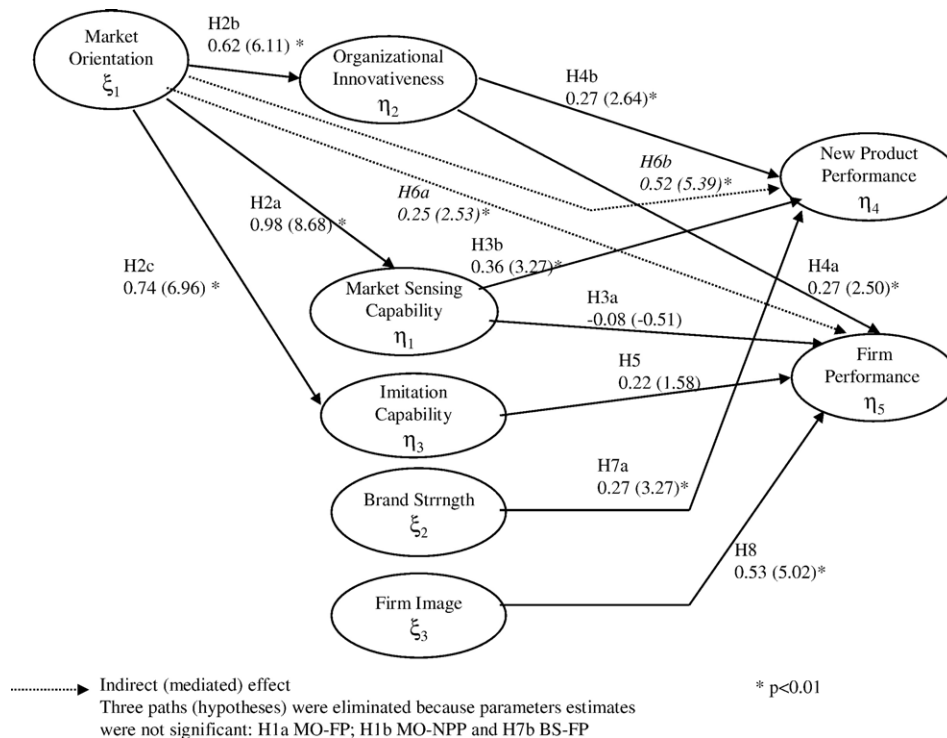 Market
Orientation
ξ1
H2b
0.62 (6.11) *
Organizational
Innovativeness
η2
H4b
0.27 (2.64)*
New Product
Performance
η4
H6b
0.52 (5.39)*
H6a
0.25 (2.53)*
H2a
0.98 (8.68) *
H2c
0.74 (6.96) *
H3b
0.36 (3.27)*
Market Sensing
Capability
η1
H3a
-0.08 (-0.51)
H4a
0.27 (2.50)*
Firm
Performance
η5
H5
0.22 (1.58)
Imitation
Capability
η3
H7a
0.27 (3.27)*
Brand Strrngth
ξ2
H8
0.53 (5.02)*
Firm Image
ξ3
Indirect (mediated) effect
* p<0.01
Three paths (hypotheses) were eliminated because parameters estimates
were not significant: H1a MO-FP; H1b MO-NPP and H7b BS-FP